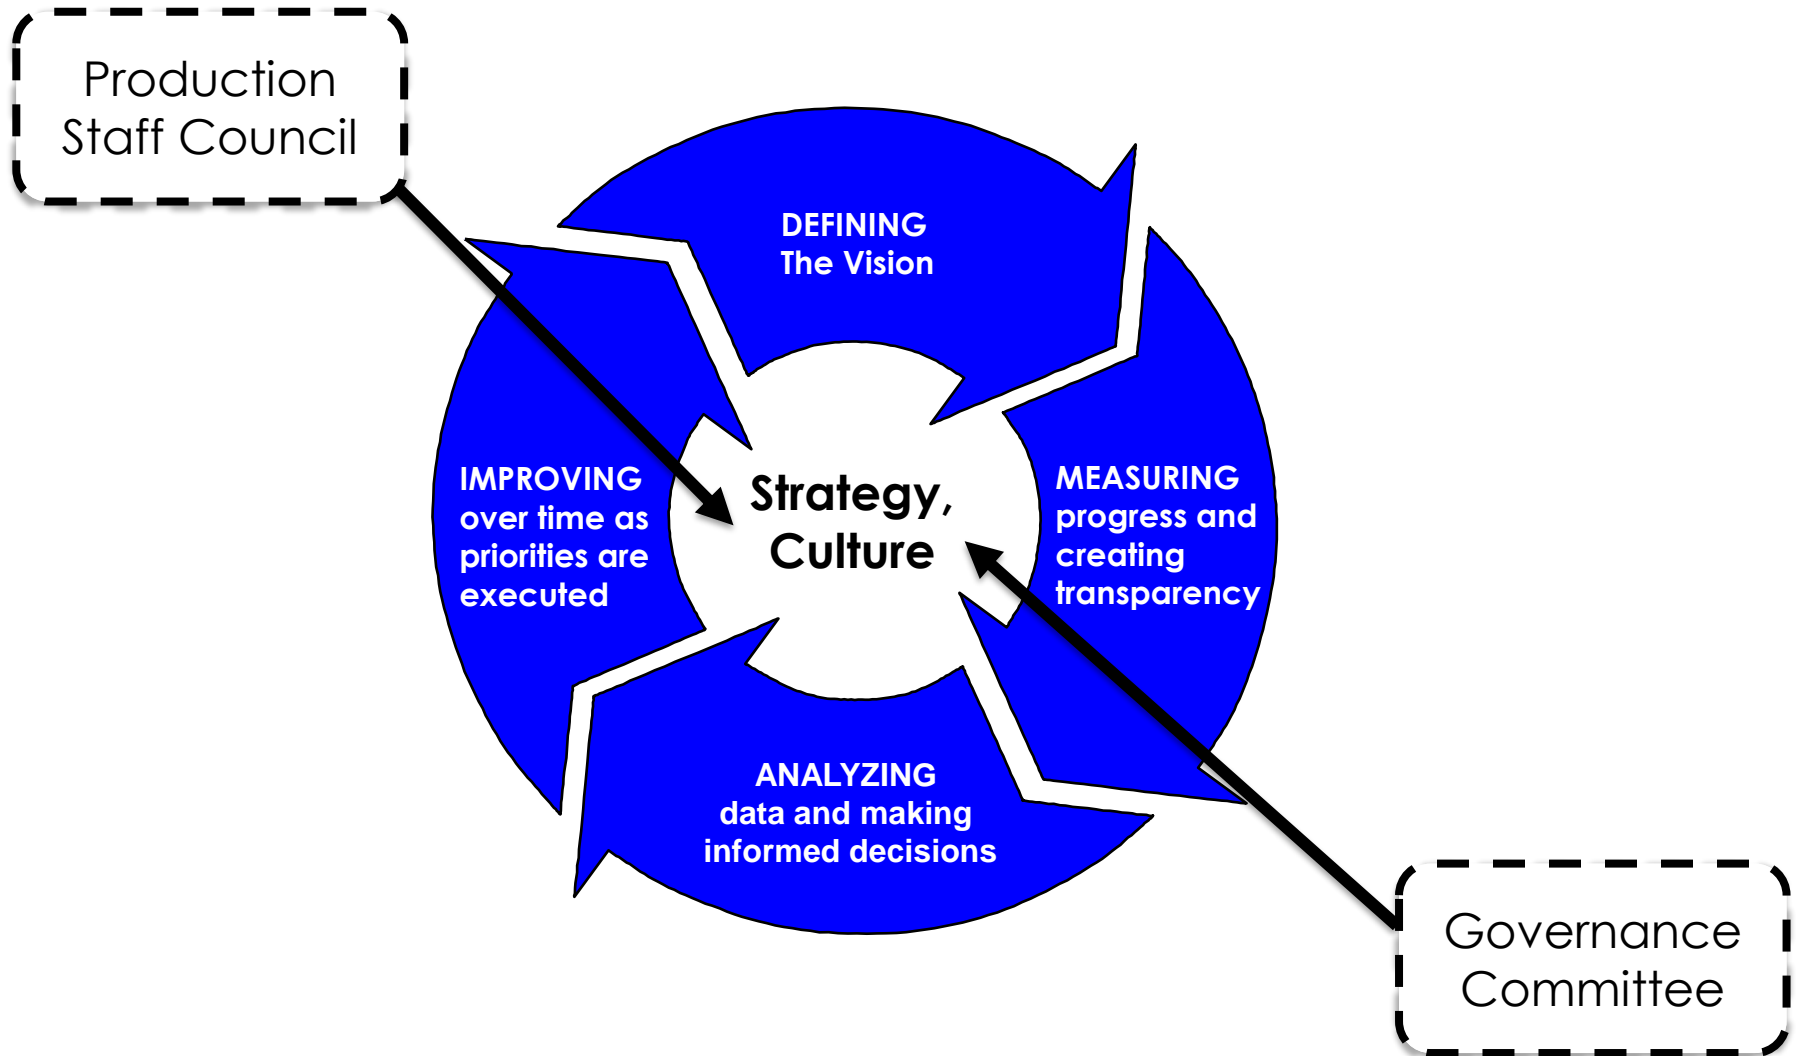 Production
Staff Council
DEFINING
The Vision
IMPROVING
over time as
priorities are
executed
Strategy,
Culture
MEASURING
progress and
creating
transparency
ANALYZING
data and making
informed decisions
Governance
Committee